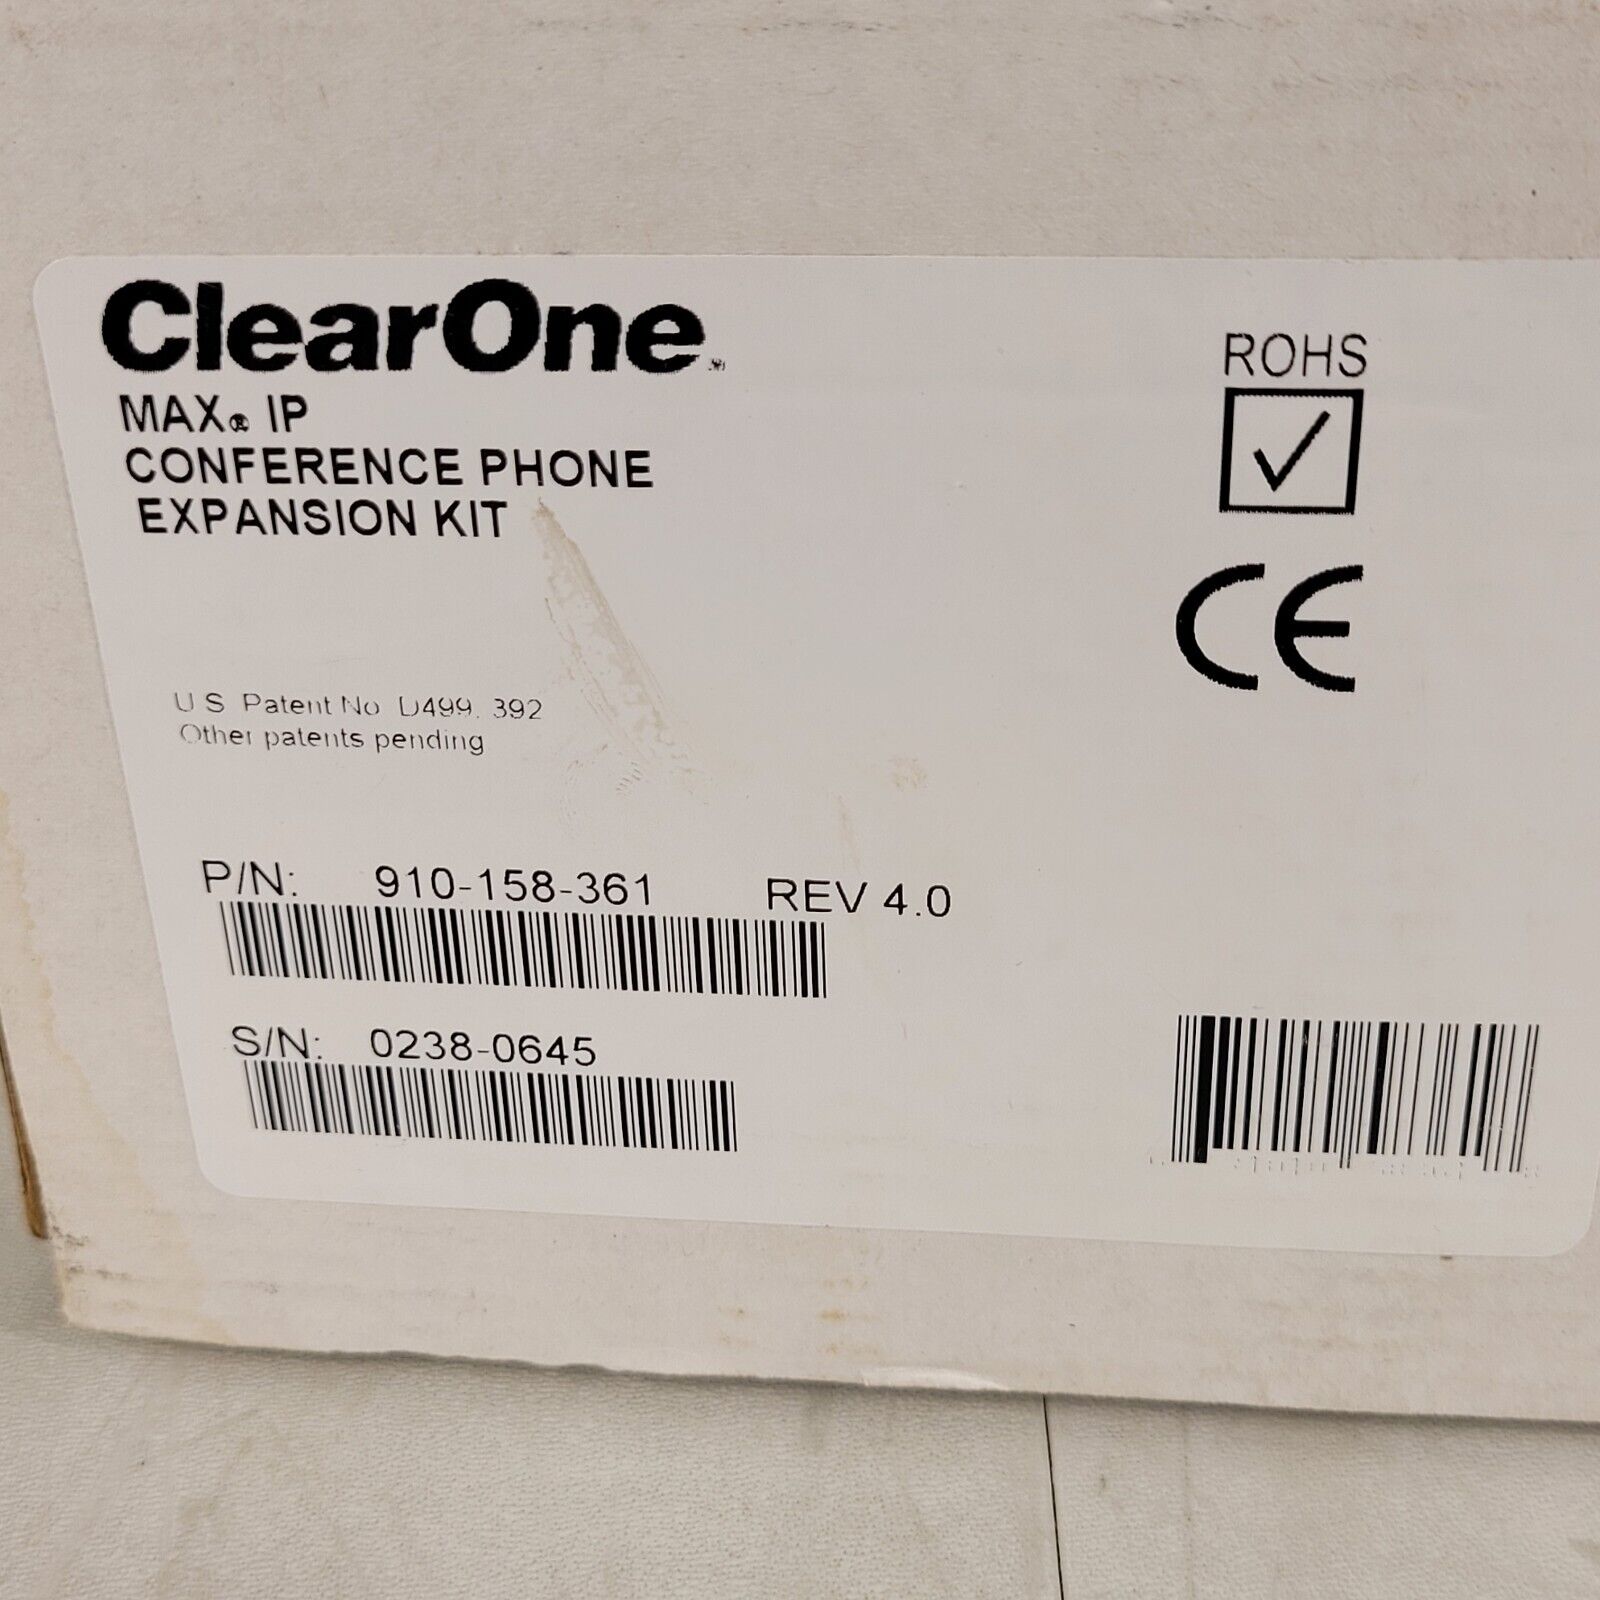 ClearOne
MAX® IP
CONFERENCE PHONE
EXPANSION KIT
ROHS
CE
U S Patent No D499, 392
Other patents pending
P/N: 910-158-361 REV 4.0
S/N: 0238-0645